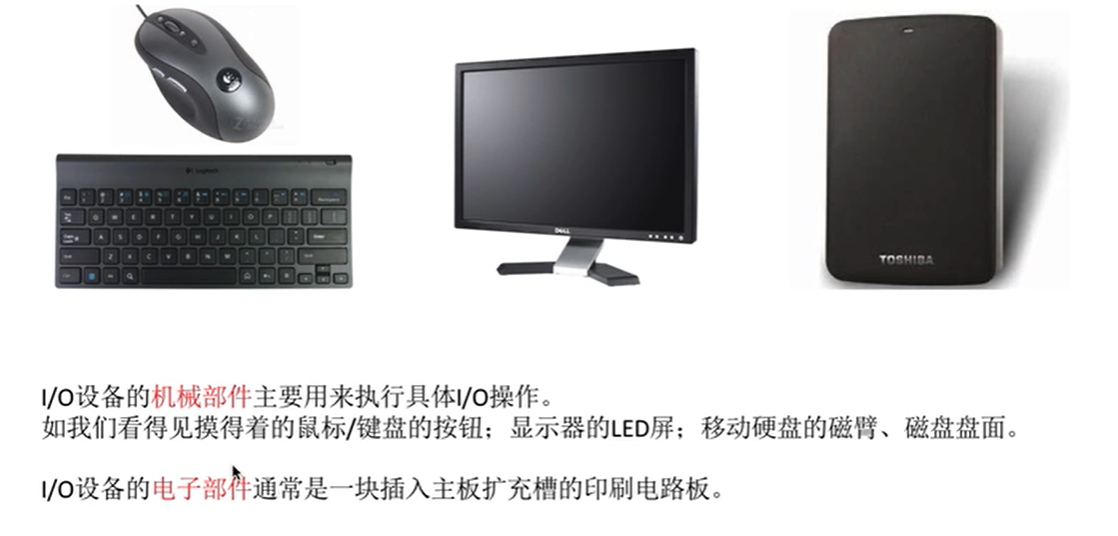 Logitech
DELL
TOSHIBA
I/O设备的机械部件主要用来执行具体I/O操作。
如我们看得见摸得着的鼠标/键盘的按钮；显示器的LED屏；移动硬盘的磁臂、磁盘盘面。
I/O设备的电子部件通常是一块插入主板扩充槽的印刷电路板。